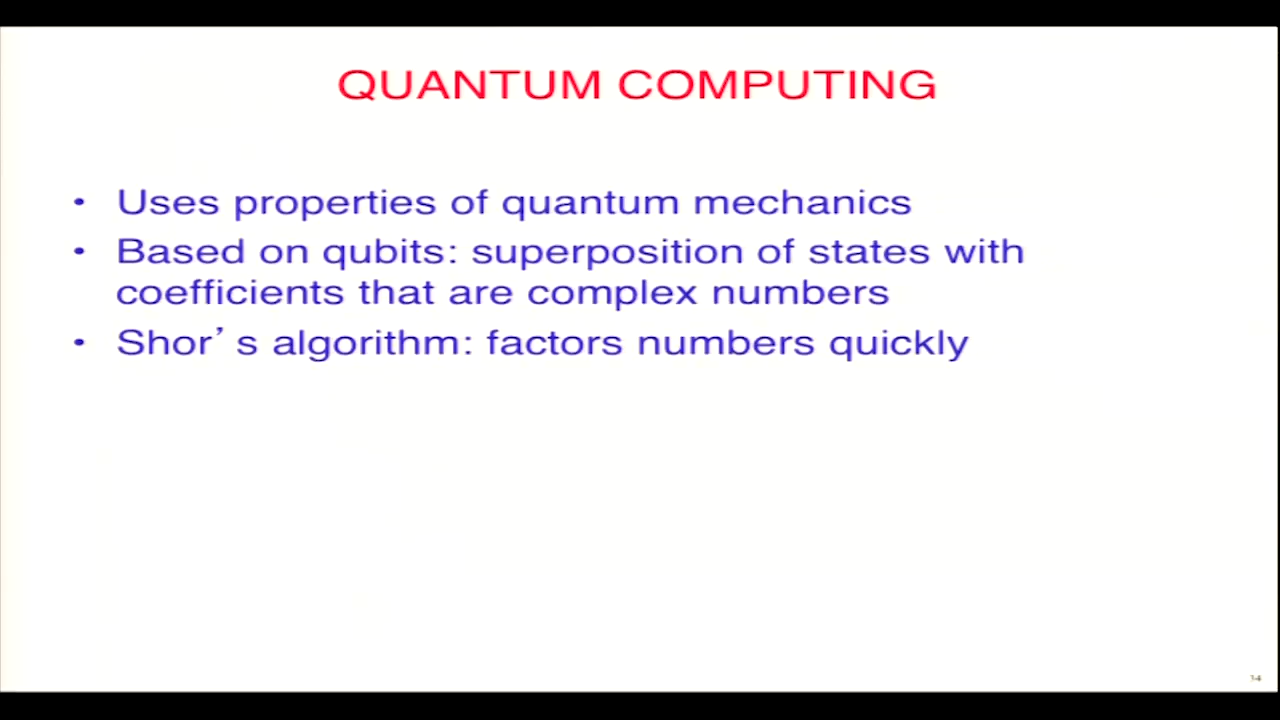 QUANTUM COMPUTING
• Uses properties of quantum mechanics
• Based on qubits: superposition of states with
coefficients that are complex numbers
• Shor’s algorithm: factors numbers quickly